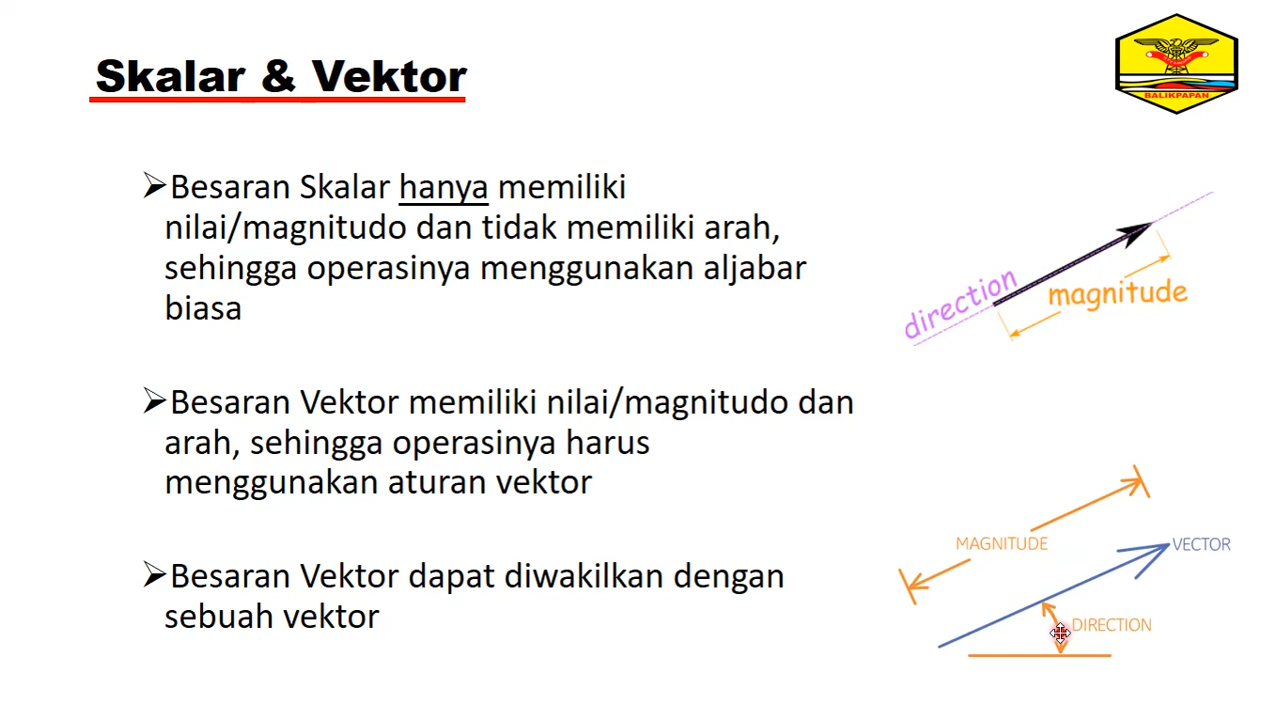 Skalar & Vektor
BALIKPAPAN
➢Besaran Skalar hanya memiliki
nilai/magnitudo dan tidak memiliki arah,
sehingga operasinya menggunakan aljabar
biasa
direction
magnitude
➢Besaran Vektor memiliki nilai/magnitudo dan
arah, sehingga operasinya harus
menggunakan aturan vektor
➢Besaran Vektor dapat diwakilkan dengan
sebuah vektor
MAGNITUDE
VECTOR
DIRECTION